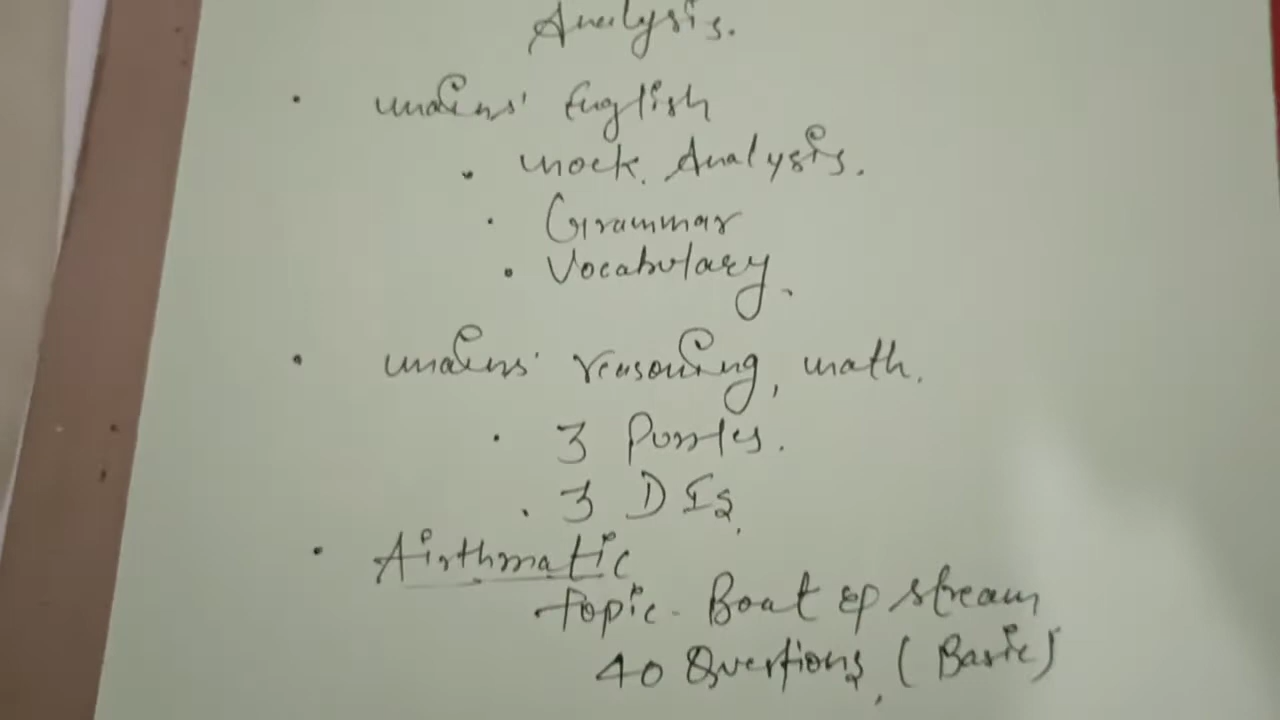 Analysis.
• mains' English
• mock. Analysis.
• Grammar
• Vocabulary.
• mains' reasoning, math.
• 3 Puzzles.
• 3 DIs.
• Airthmatic
Topic - Boat & stream
40 Questions, (Basic)